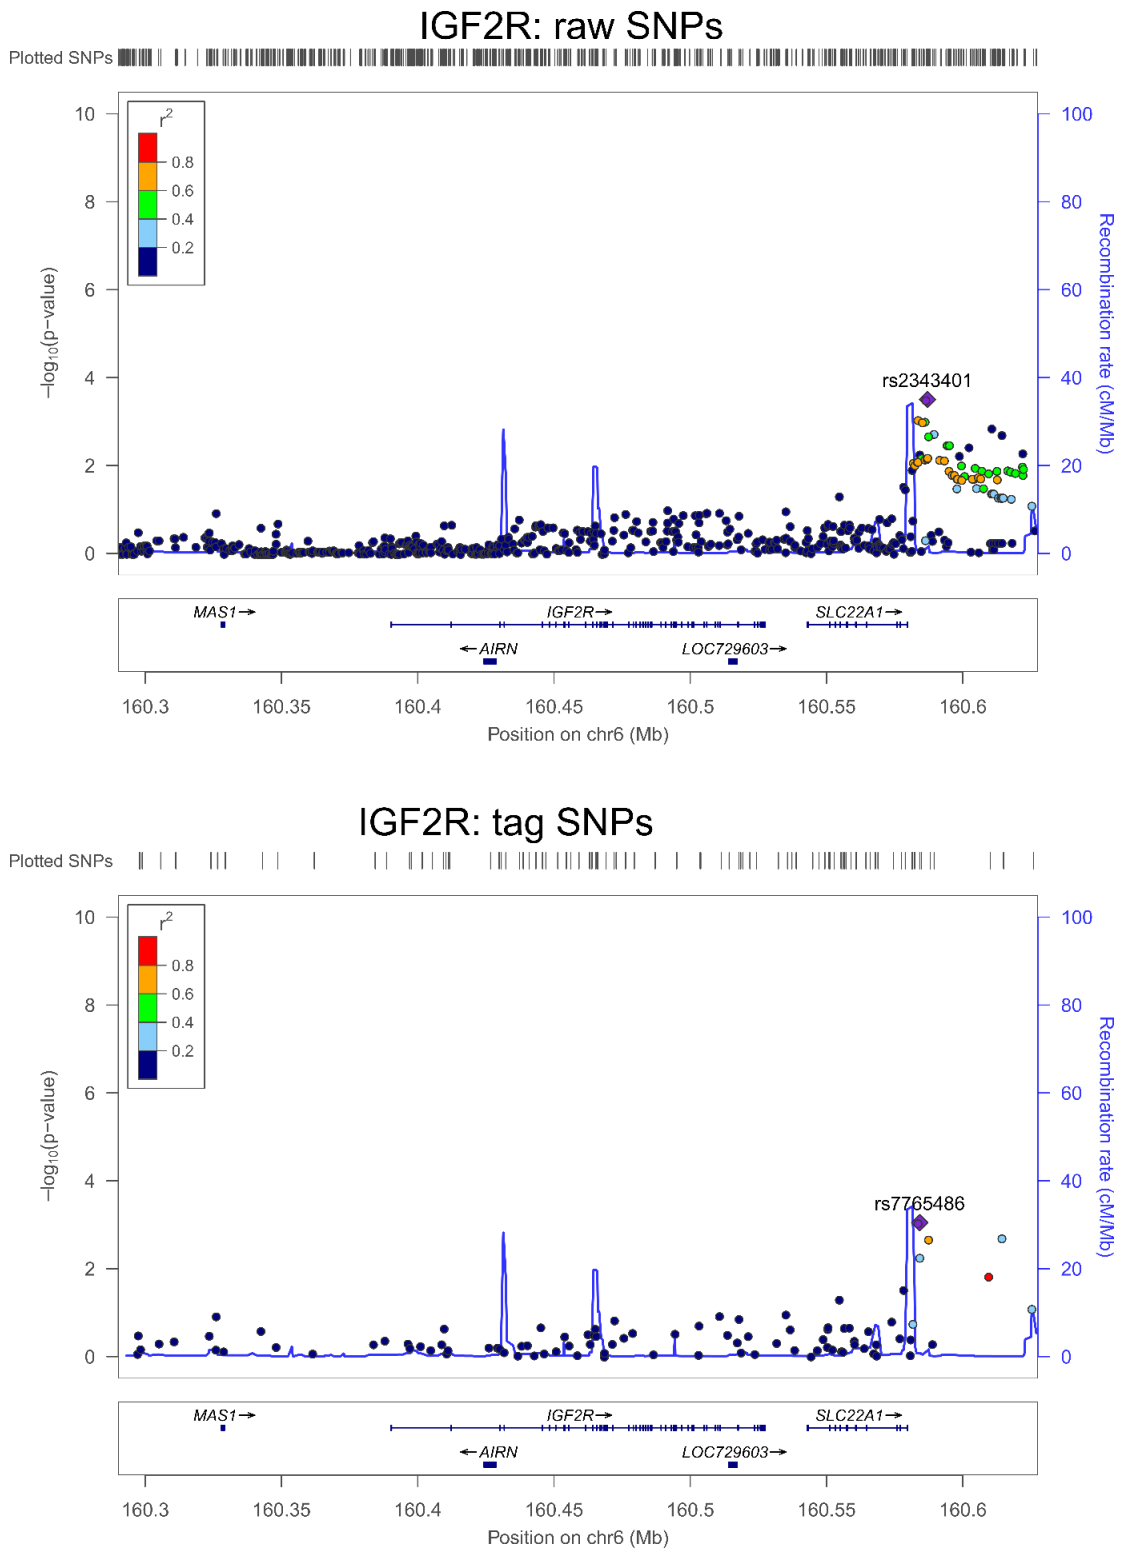 IGF2R: raw SNPs
Plotted SNPs
r2
0.8
0.6
0.4
0.2
10
8
6
4
2
0
−log10(p−value)
100
80
60
40
20
0
Recombination rate (cM/Mb)
rs2343401
MAS1→
IGF2R→
SLC22A1→
←AIRN
LOC729603→
160.3 160.35 160.4 160.45 160.5 160.55 160.6
Position on chr6 (Mb)
IGF2R: tag SNPs
Plotted SNPs
r2
0.8
0.6
0.4
0.2
10
8
6
4
2
0
−log10(p−value)
100
80
60
40
20
0
Recombination rate (cM/Mb)
rs7765486
MAS1→
IGF2R→
SLC22A1→
←AIRN
LOC729603→
160.3 160.35 160.4 160.45 160.5 160.55 160.6
Position on chr6 (Mb)